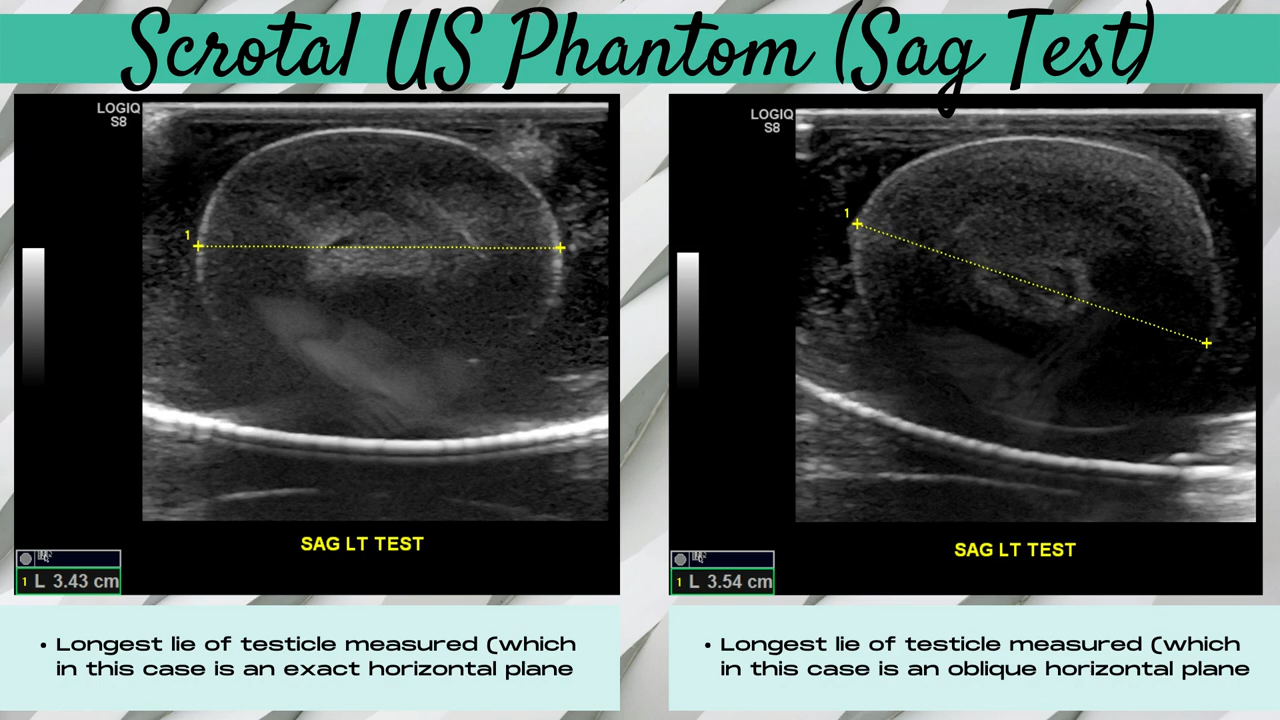 Scrotal US Phantom (Sag Test)
LOGIQ
S8
1
SAG LT TEST
1 L 3.43 cm
• Longest lie of testicle measured (which
in this case is an exact horizontal plane
LOGIQ
S8
1
SAG LT TEST
1 L 3.54 cm
• Longest lie of testicle measured (which
in this case is an oblique horizontal plane